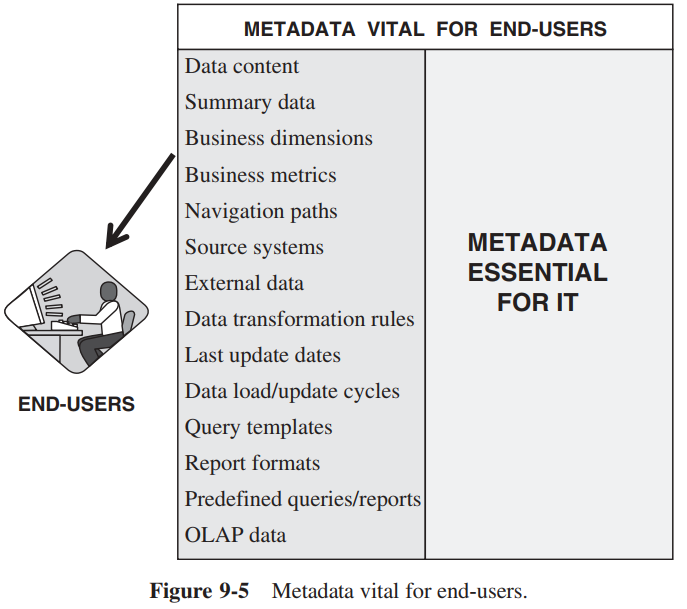 METADATA VITAL FOR END-USERS
Data content
Summary data
Business dimensions
Business metrics
Navigation paths
Source systems
External data
Data transformation rules
Last update dates
Data load/update cycles
Query templates
Report formats
Predefined queries/reports
OLAP data
METADATA
ESSENTIAL
FOR IT
END-USERS
Figure 9-5 Metadata vital for end-users.